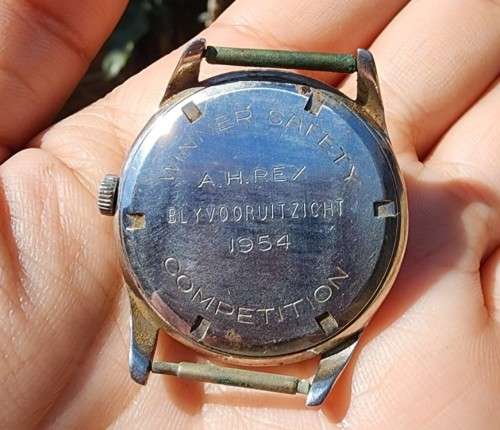 WINNER SAFETY
A.H.REX
BLYVOORUITZICHT
1954
COMPETITION